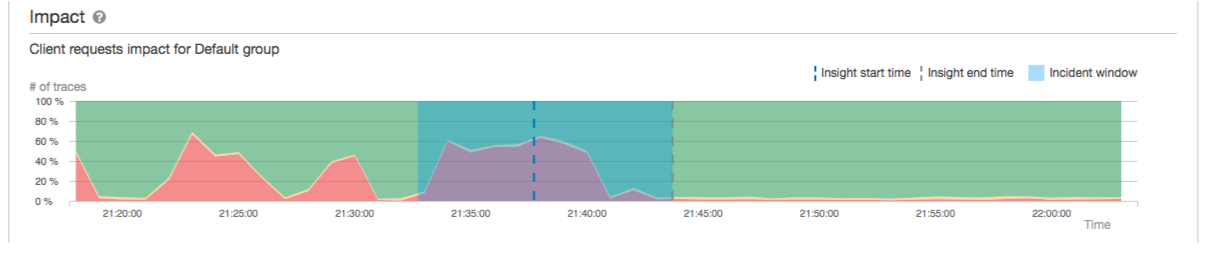 Impact ?
Client requests impact for Default group
Insight start time Insight end time Incident window
# of traces
100 %
80 %
60 %
40 %
20 %
0 %
21:20:00 21:25:00 21:30:00 21:35:00 21:40:00 21:45:00 21:50:00 21:55:00 22:00:00
Time